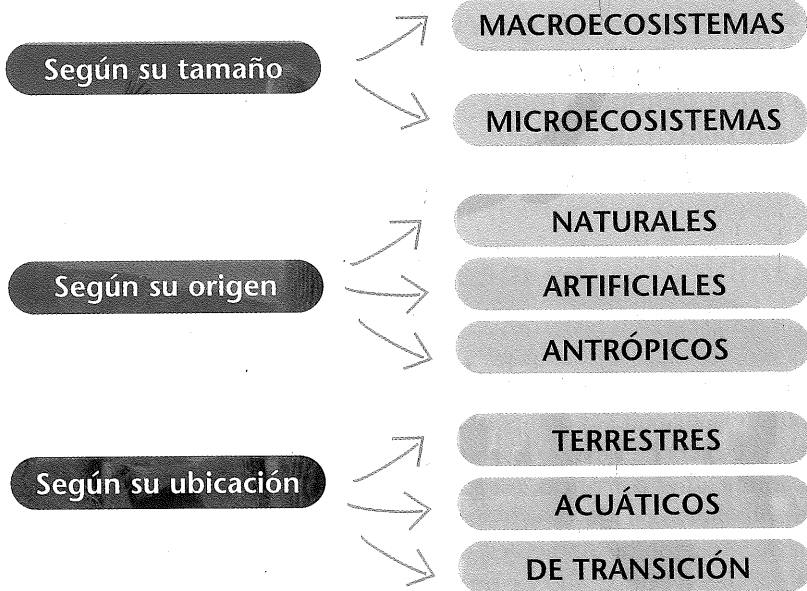 Según su tamaño
MACROECOSISTEMAS
MICROECOSISTEMAS
Según su origen
NATURALES
ARTIFICIALES
ANTRÓPICOS
Según su ubicación
TERRESTRES
ACUÁTICOS
DE TRANSICIÓN